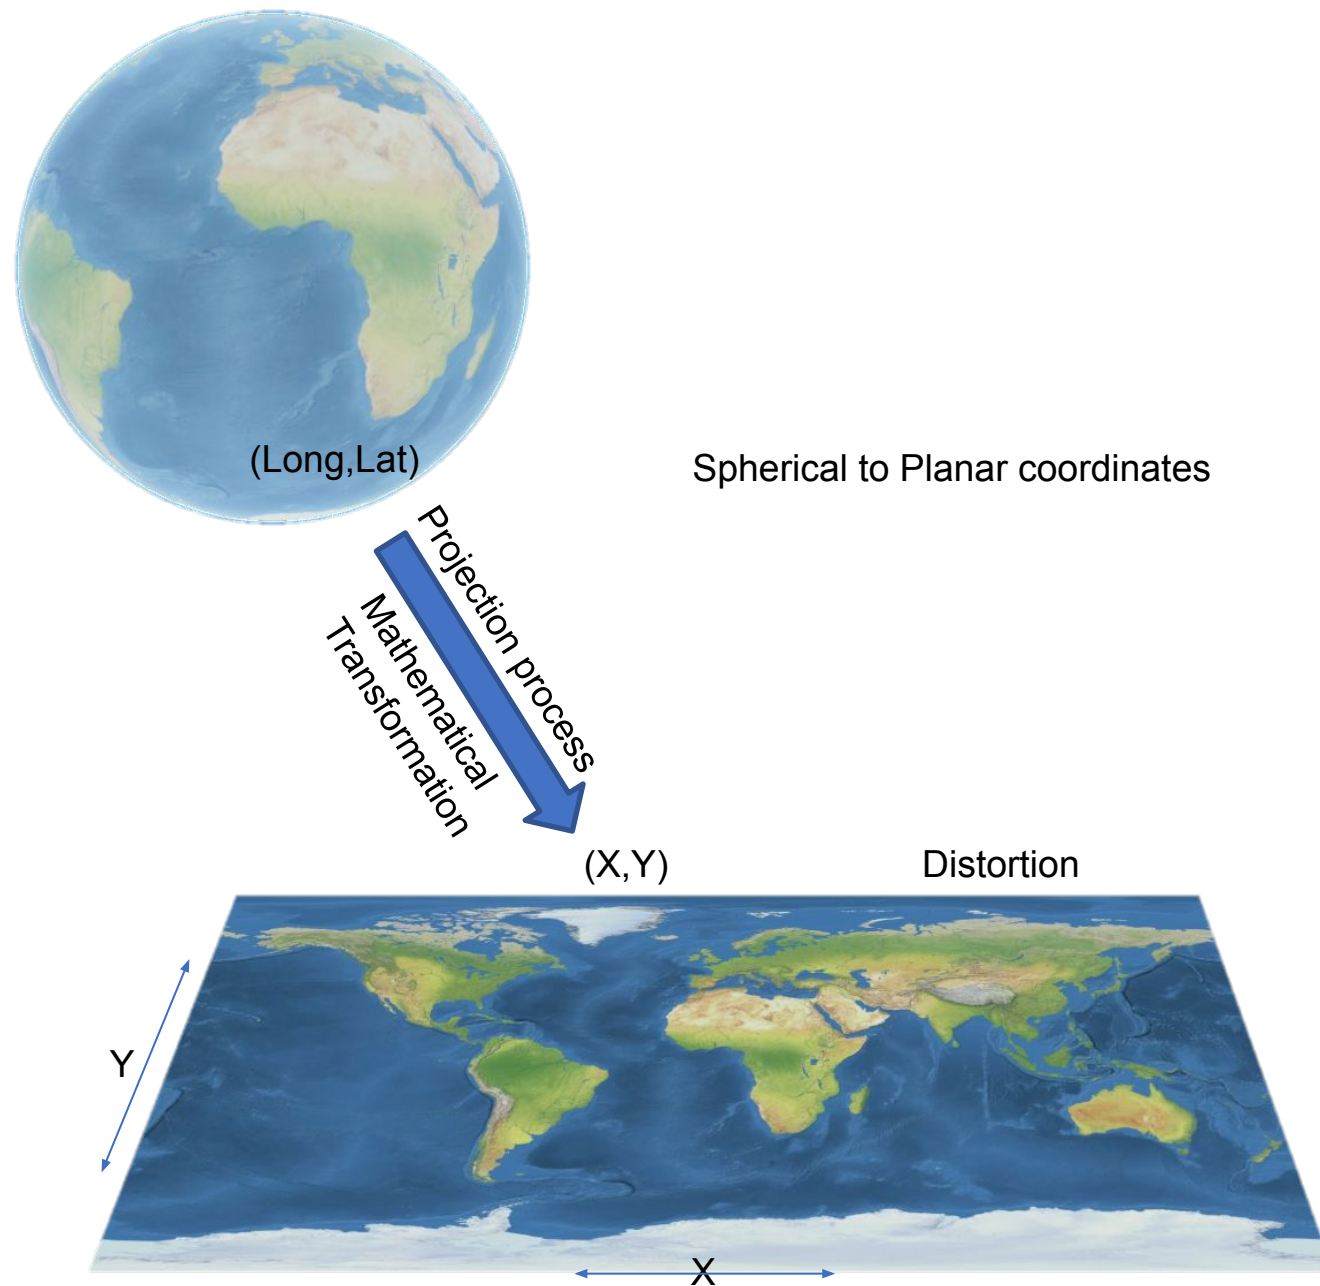 (Long,Lat)
Spherical to Planar coordinates
Projection process
Mathematical
Transformation
(X,Y)
Distortion
Y
X